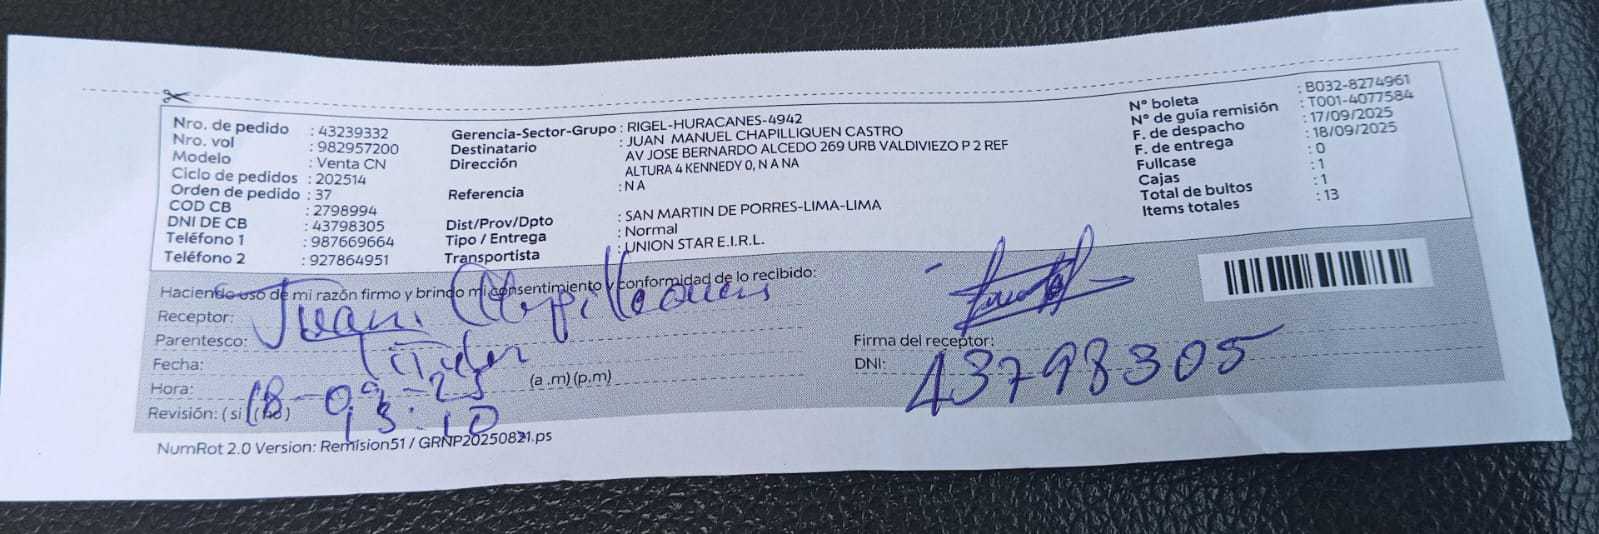 Nro. de pedido : 43239332
Nro. vol : 982957200
Modelo : Venta CN
Ciclo de pedidos : 202514
Orden de pedido : 37
COD CB : 2798994
DNI DE CB : 43798305
Teléfono 1 : 987669664
Teléfono 2 : 927864951
Gerencia-Sector-Grupo : RIGEL-HURACANES-4942
Destinatario : JUAN MANUEL CHAPILLIQUEN CASTRO
Dirección AV JOSE BERNARDO ALCEDO 269 URB VALDIVIEZO P 2 REF
ALTURA 4 KENNEDY 0, N A NA
Referencia : N A
Dist/Prov/Dpto : SAN MARTIN DE PORRES-LIMA-LIMA
Tipo / Entrega : Normal
Transportista : UNION STAR E.I.R.L.
N° boleta : B032-8274961
N° de guía remisión : T001-4077584
F. de despacho : 17/09/2025
F. de entrega : 18/09/2025
Fullcase : 0
Cajas : 1
Total de bultos : 1
Items totales : 13
Haciendo uso de mi razón firmo y brindo mi consentimiento y conformidad de lo recibido:
Receptor: Juan Chapilliquen
Parentesco: Titular
Fecha: 18-09-25
Hora: 13:10 (a .m) (p.m)
Revisión: ( si ( no )
Firma del receptor:
DNI: 43798305
NumRot 2.0 Version: Remision51 / GRNP20250821.ps